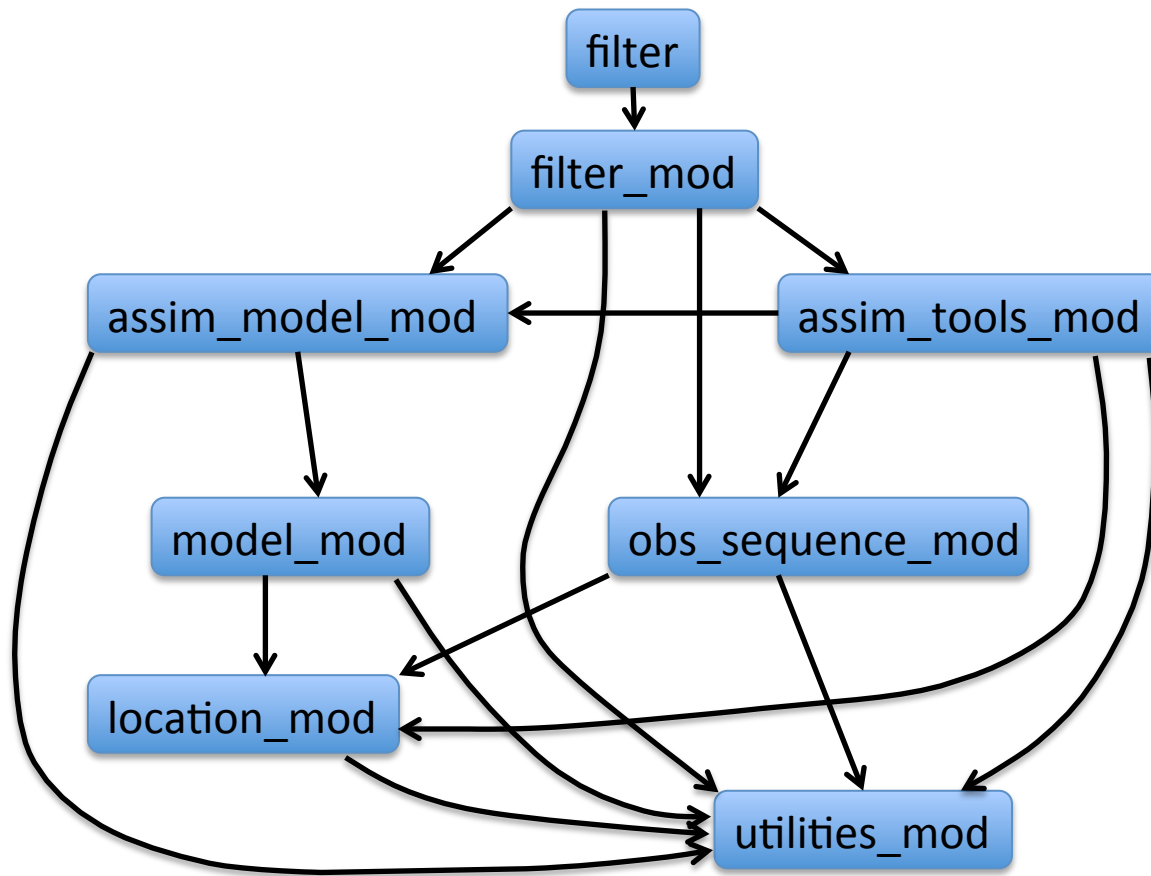 filter
filter_mod
assim_model_mod
assim_tools_mod
model_mod
obs_sequence_mod
location_mod
utilities_mod